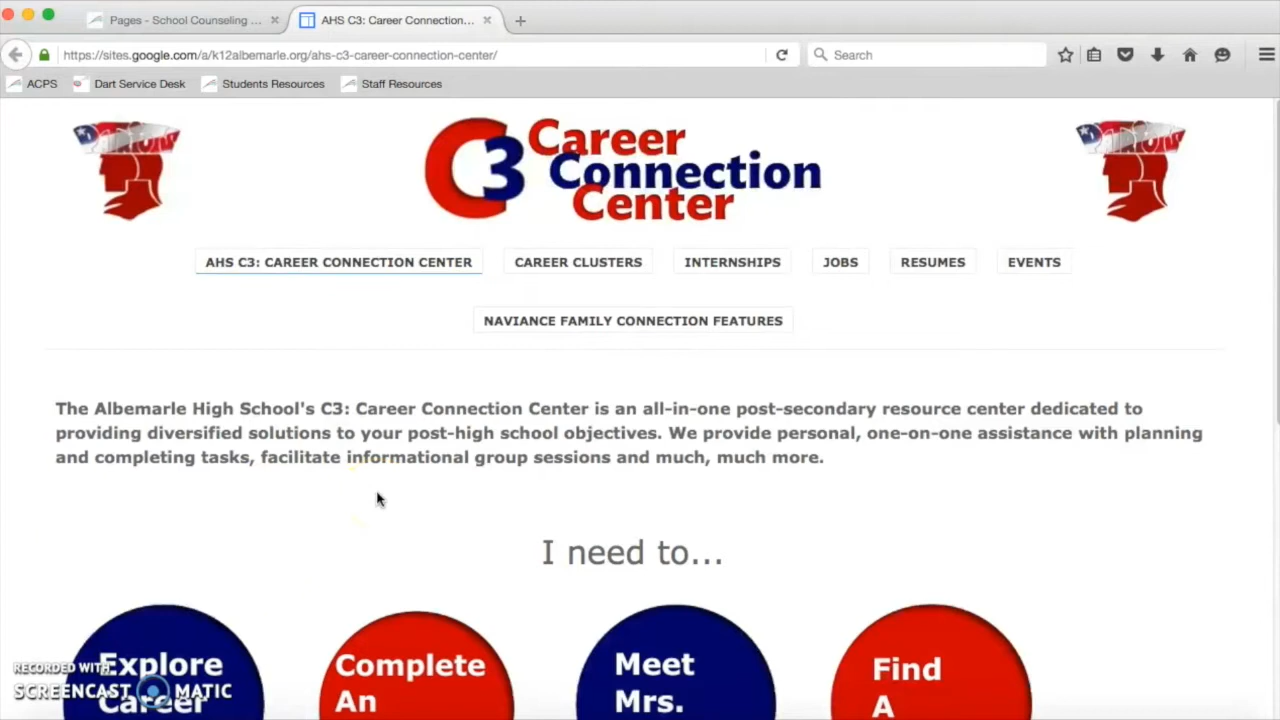 Pages - School Counseling ...
AHS C3: Career Connection...
https://sites.google.com/a/k12albemarle.org/ahs-c3-career-connection-center/
Search
ACPS
Dart Service Desk
Students Resources
Staff Resources
C3 Career
Connection
Center
AHS C3: CAREER CONNECTION CENTER
CAREER CLUSTERS
INTERNSHIPS
JOBS
RESUMES
EVENTS
NAVIANCE FAMILY CONNECTION FEATURES
The Albemarle High School's C3: Career Connection Center is an all-in-one post-secondary resource center dedicated to
providing diversified solutions to your post-high school objectives. We provide personal, one-on-one assistance with planning
and completing tasks, facilitate informational group sessions and much, much more.
I need to...
Explore
Career
Complete
An
Meet
Mrs.
Find
A
RECORDED WITH
SCREENCAST MATIC